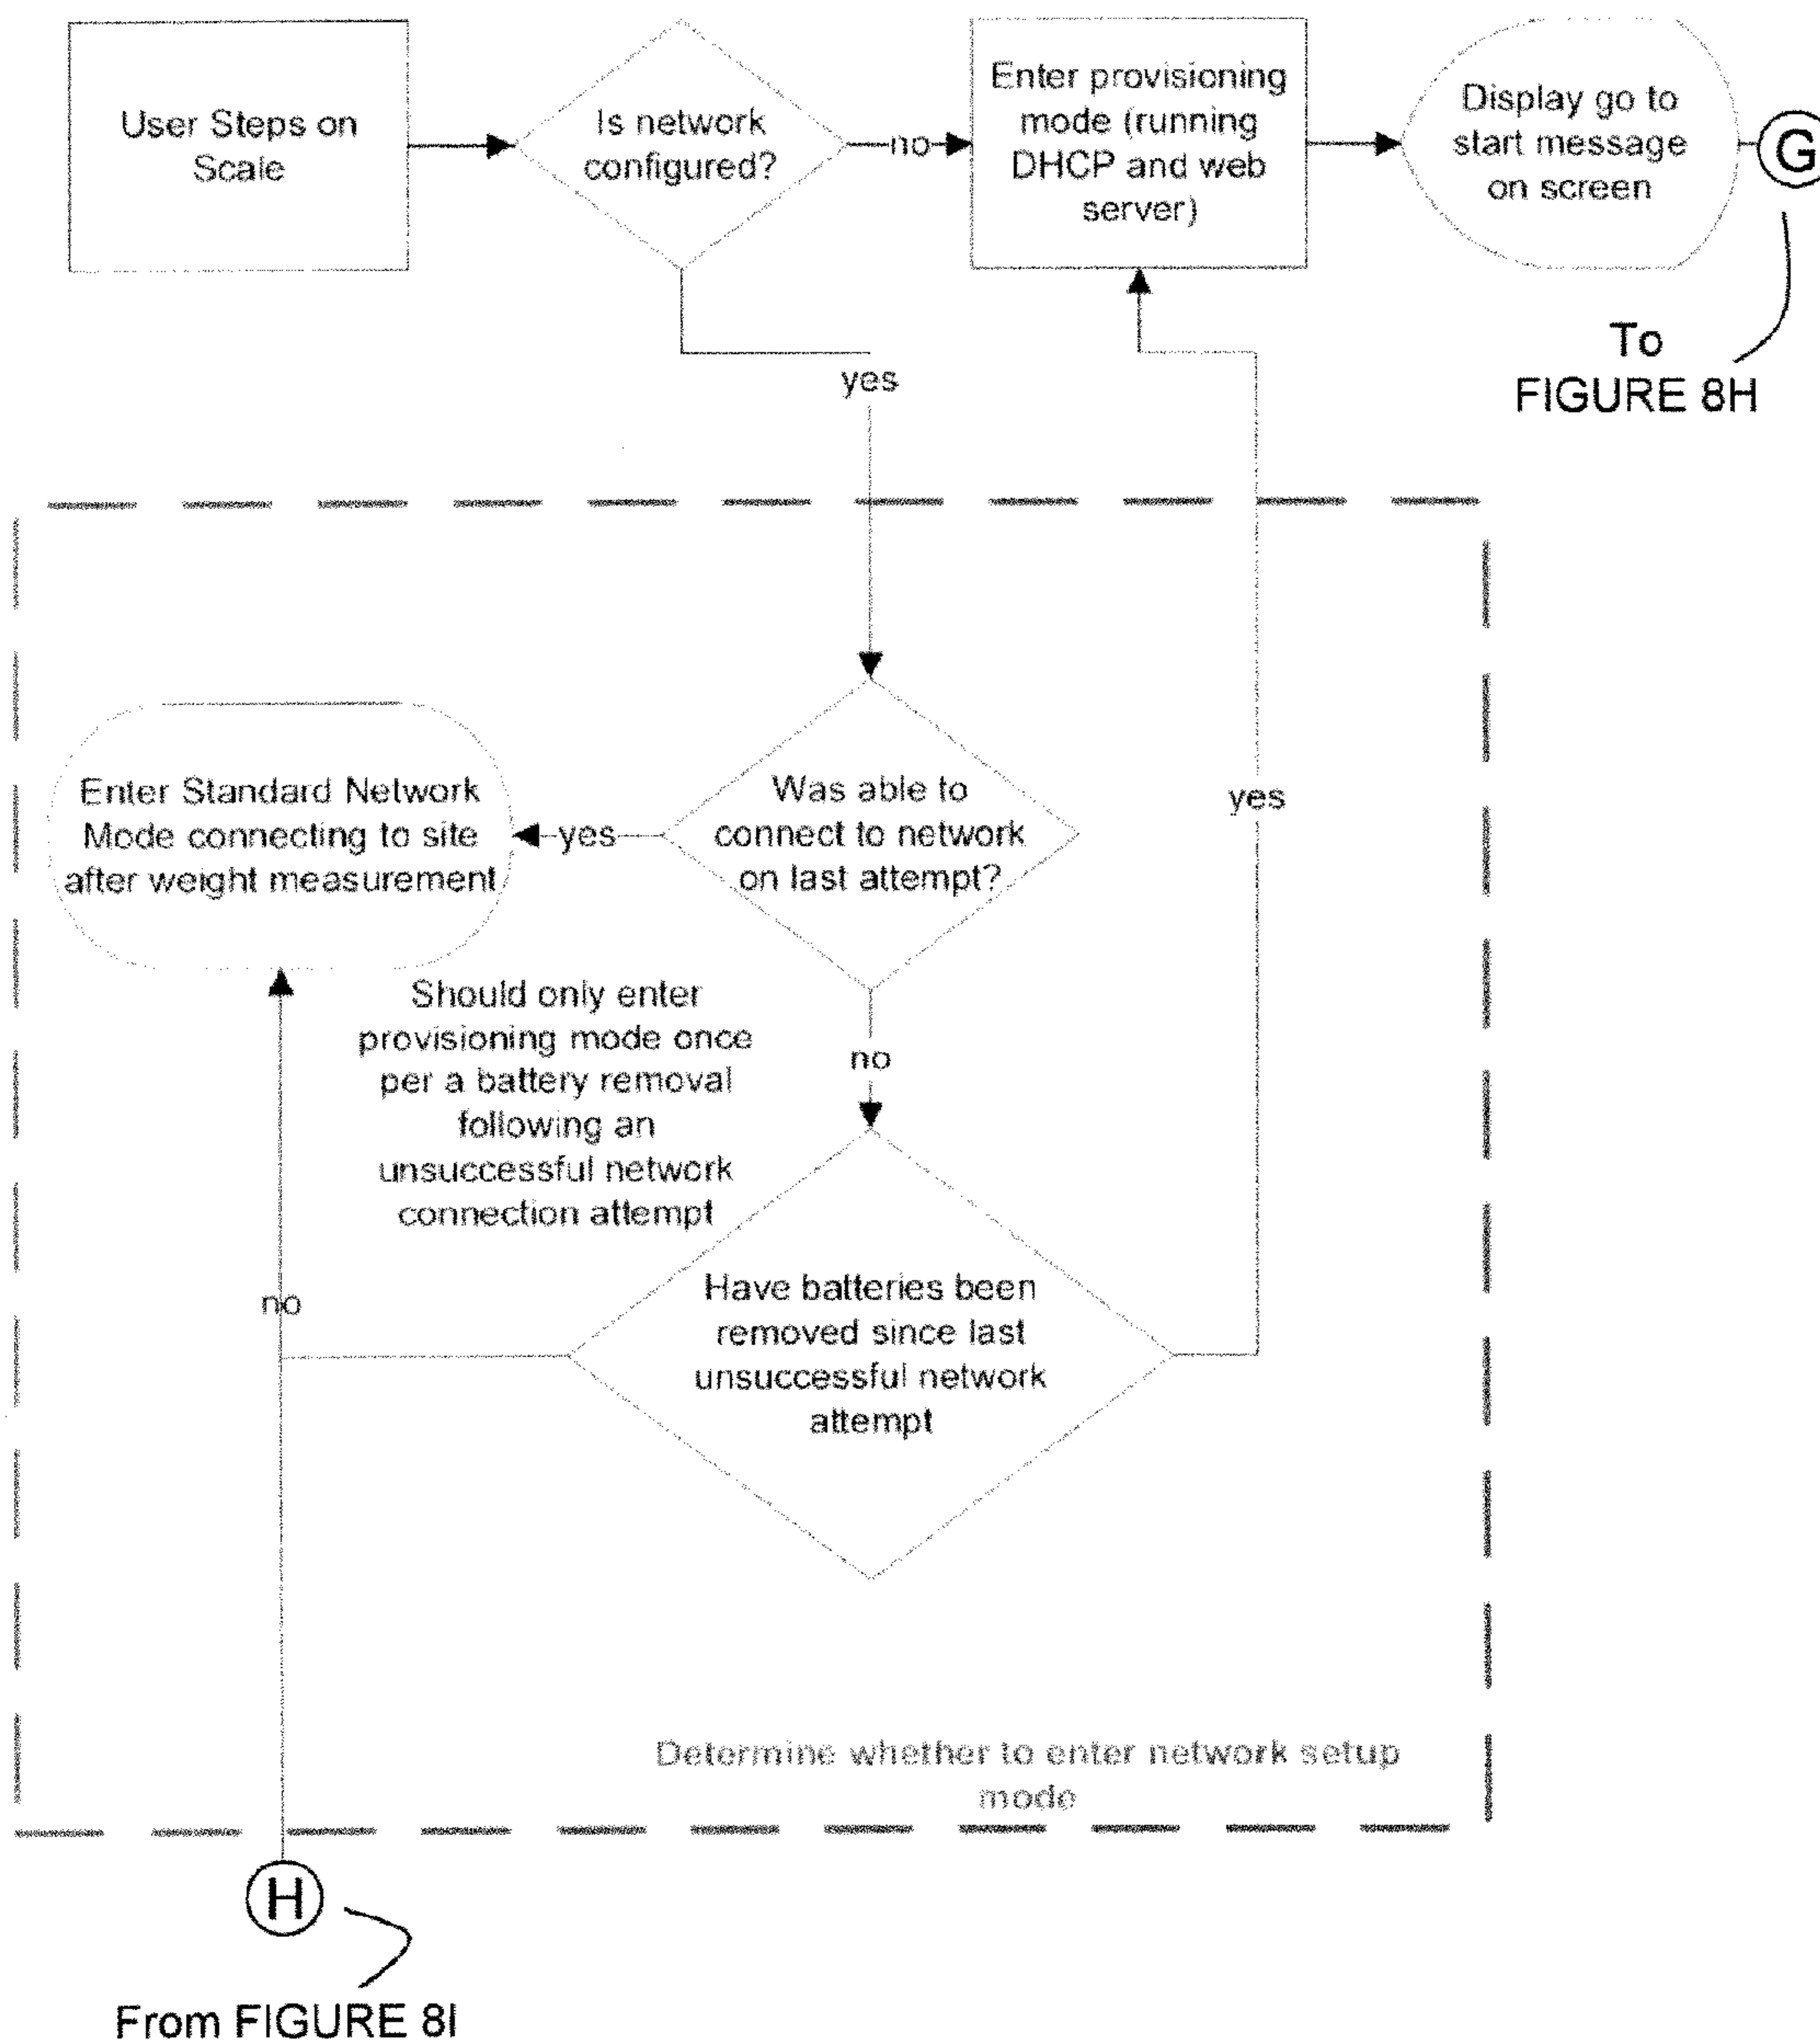 User Steps on
Scale
Is network
configured?
no
Enter provisioning
mode (running
DHCP and web
server)
Display go to
start message
on screen
G
To
FIGURE 8H
yes
yes
Enter Standard Network
Mode connecting to site
after weight measurement
yes
Was able to
connect to network
on last attempt?
Should only enter
provisioning mode once
per a battery removal
following an
unsuccessful network
connection attempt
no
no
Have batteries been
removed since last
unsuccessful network
attempt
Determine whether to enter network setup
mode
H
From FIGURE 8I